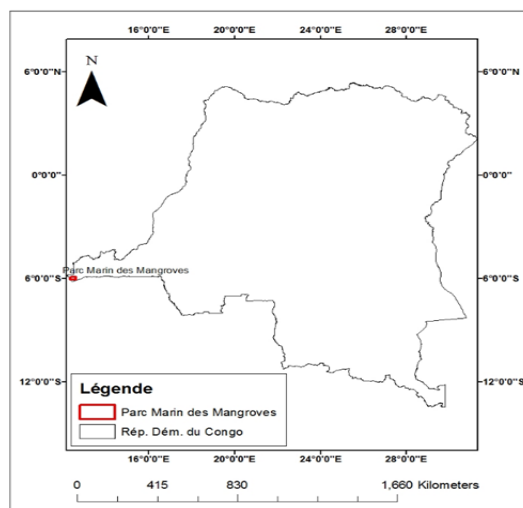 16°0'0"E 20°0'0"E 24°0'0"E 28°0'0"E
N
6°0'0"N 6°0'0"N
0°0'0" 0°0'0"
Parc Marin des Mangroves
6°0'0"S 6°0'0"S
12°0'0"S 12°0'0"S
Légende
Parc Marin des Mangroves
Rép. Dém. du Congo
16°0'0"E 20°0'0"E 24°0'0"E 28°0'0"E
0 415 830 1,660 Kilometers